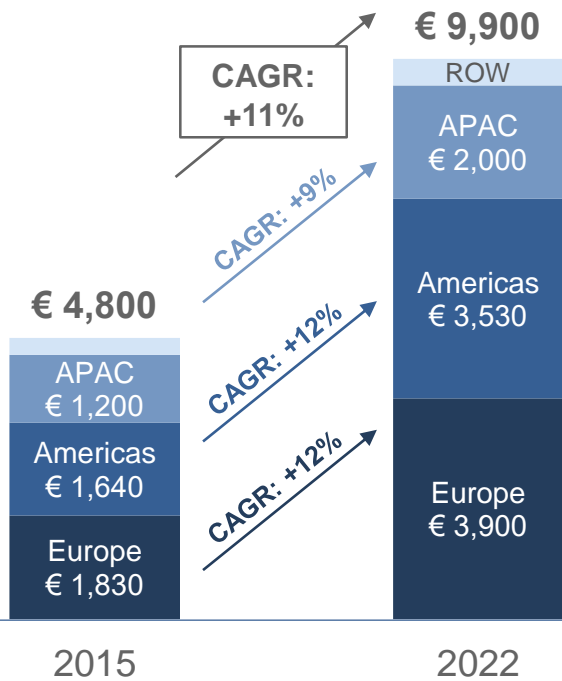 € 9,900
CAGR:
+11%
ROW
APAC
€ 2,000
CAGR: +9%
Americas
€ 3,530
€ 4,800
CAGR: +12%
APAC
€ 1,200
Americas
€ 1,640
CAGR: +12%
Europe
€ 3,900
Europe
€ 1,830
2015
2022